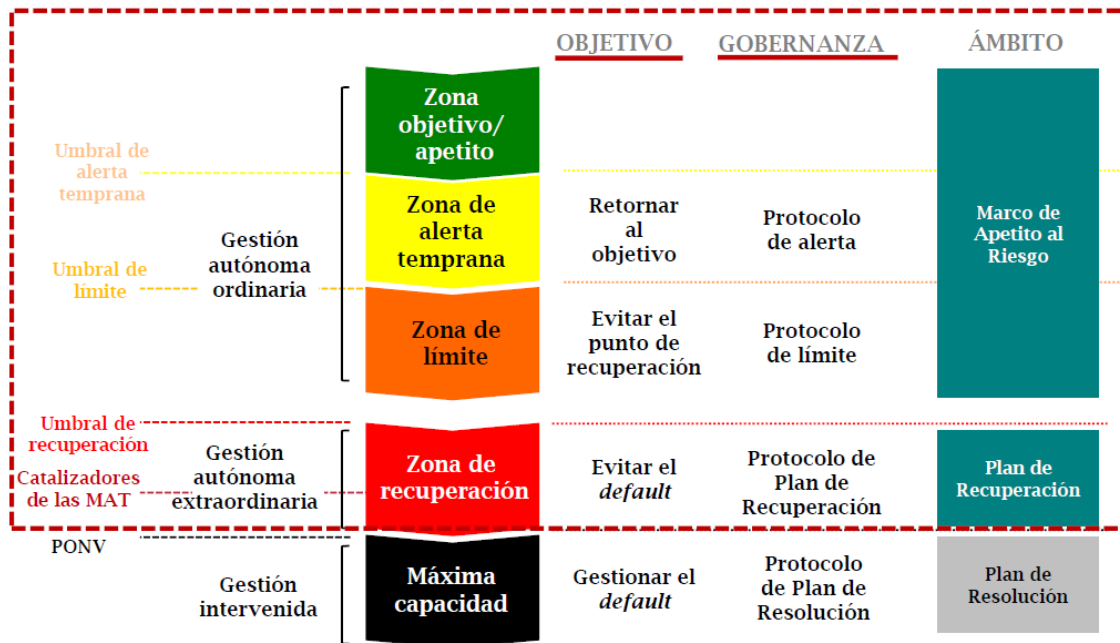 OBJETIVO
GOBERNANZA
ÁMBITO
Zona
objetivo/
apetito
Umbral de
alerta
temprana
Zona de
alerta
temprana
Retornar
al
objetivo
Protocolo
de alerta
Marco de
Apetito al
Riesgo
Gestión
autónoma
ordinaria
Umbral de
límite
Zona de
límite
Evitar el
punto de
recuperación
Protocolo
de límite
Umbral de
recuperación
Catalizadores
de las MAT
Gestión
autónoma
extraordinaria
Zona de
recuperación
Evitar el
default
Protocolo de
Plan de
Recuperación
Plan de
Recuperación
PONV
Gestión
intervenida
Máxima
capacidad
Gestionar el
default
Protocolo
de Plan de
Resolución
Plan de
Resolución